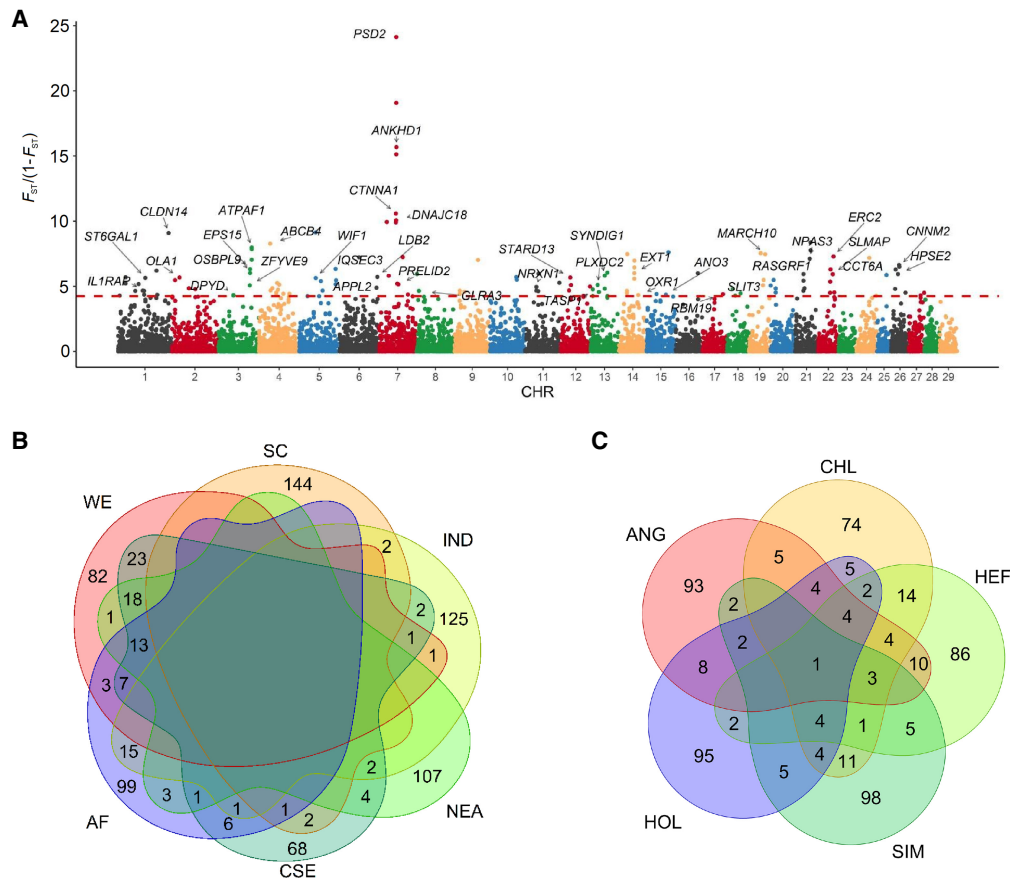 A
25
20
15
10
5
0
F_ST/(1-F_ST)
PSD2
ANKHD1
CTNNA1
DNAJC18
CLDN14
ATPAF1
ABCB4
WIF1
LDB2
ERC2
MARCH10
NPAS3
SLMAP
CNNM2
ST6GAL1
EPS15
OLA1
OSBPL9
ZFYVE9
IQSEC3
PRELID2
STARD13
SYNDIG1
PLXDC2
EXT1
ANO3
RASGRF1
CCT6A
HPSE2
IL1RAP
DPYD
APPL2
GLRA3
NRXN1
TASP1
OXR1
RBM19
SLIT3
1 2 3 4 5 6 7 8 9 10 11 12 13 14 15 16 17 18 19 20 21 22 23 24 25 26 27 28 29
CHR
B
SC
WE
IND
NEA
CSE
AF
144
2
23
82
18
1
2
125
1
1
13
3 7
15
99
3 1 1 6 1 2
2
4
107
68
C
CHL
ANG
HEF
SIM
HOL
74
5
5
93
4 2 14
2
4
4
2
10
86
8
1
3
2
4
1
5
95
5
4
11
98